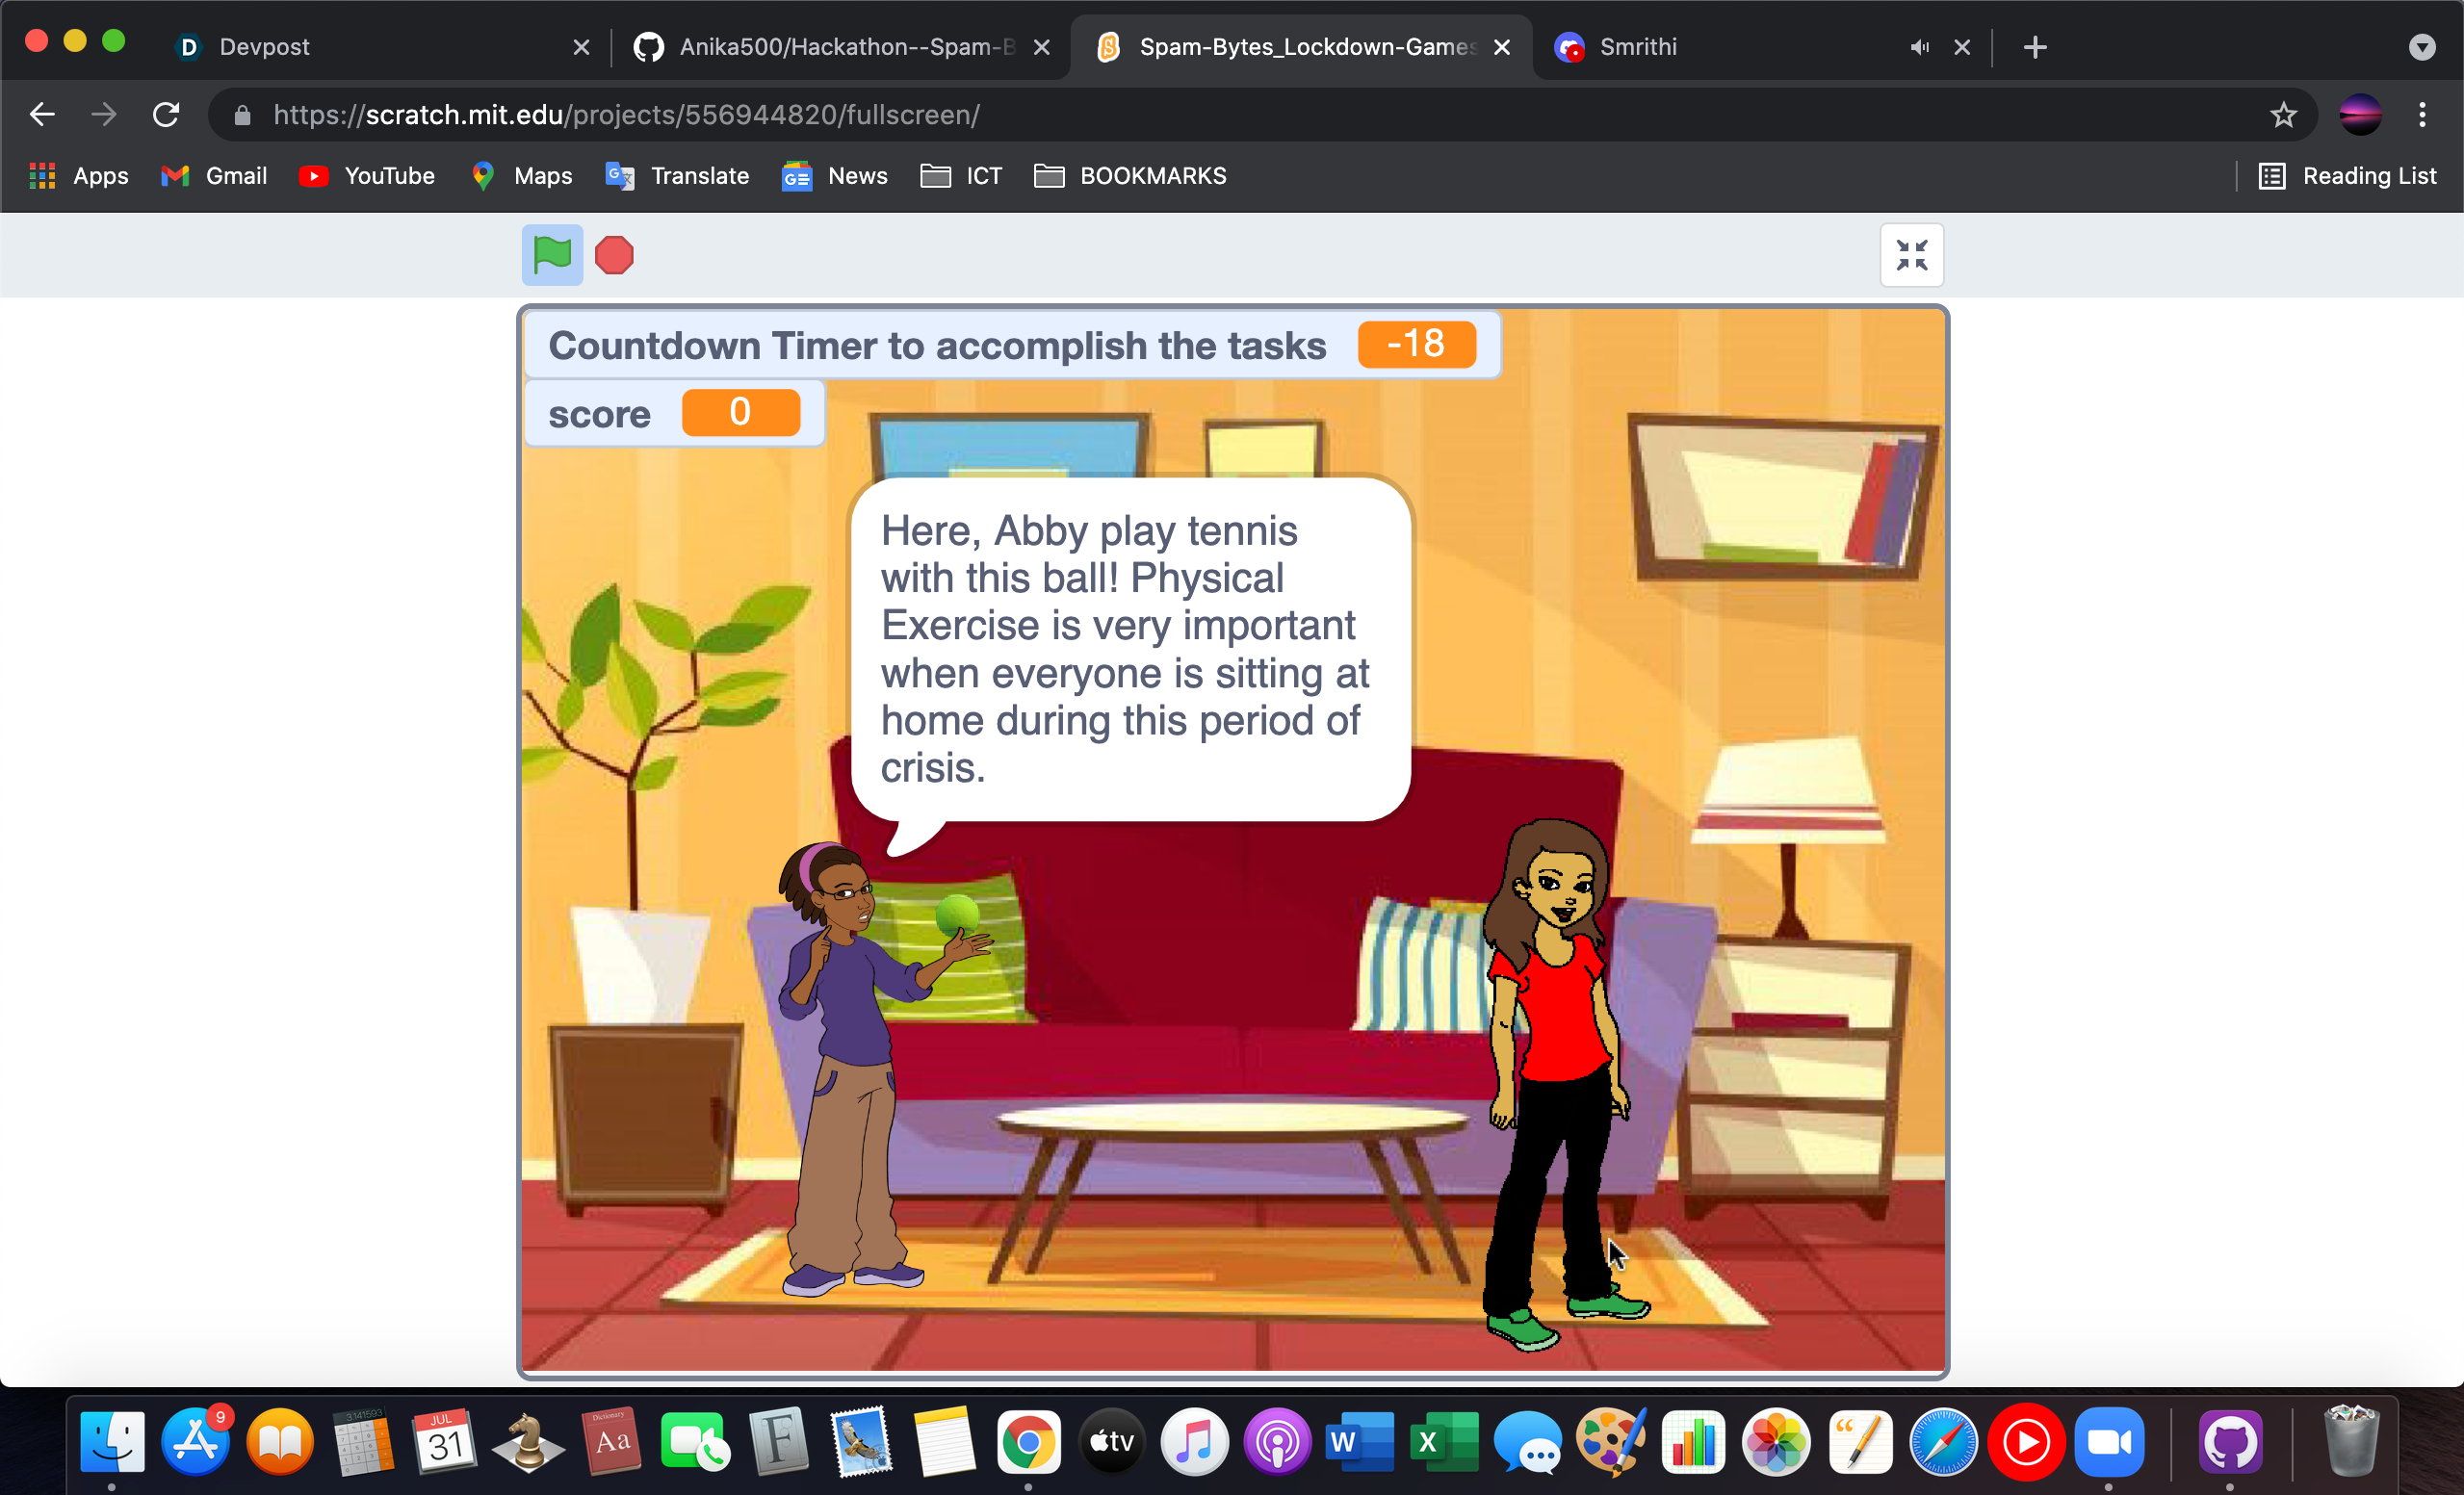 Devpost
Anika500/Hackathon--Spam-B
Spam-Bytes_Lockdown-Games
Smrithi
https://scratch.mit.edu/projects/556944820/fullscreen/
Apps
Gmail
YouTube
Maps
Translate
News
ICT
BOOKMARKS
Reading List
Countdown Timer to accomplish the tasks -18
score 0
Here, Abby play tennis
with this ball! Physical
Exercise is very important
when everyone is sitting at
home during this period of
crisis.
9
3.141593
JUL
31
Dictionary
Aa
F
tv
W
X